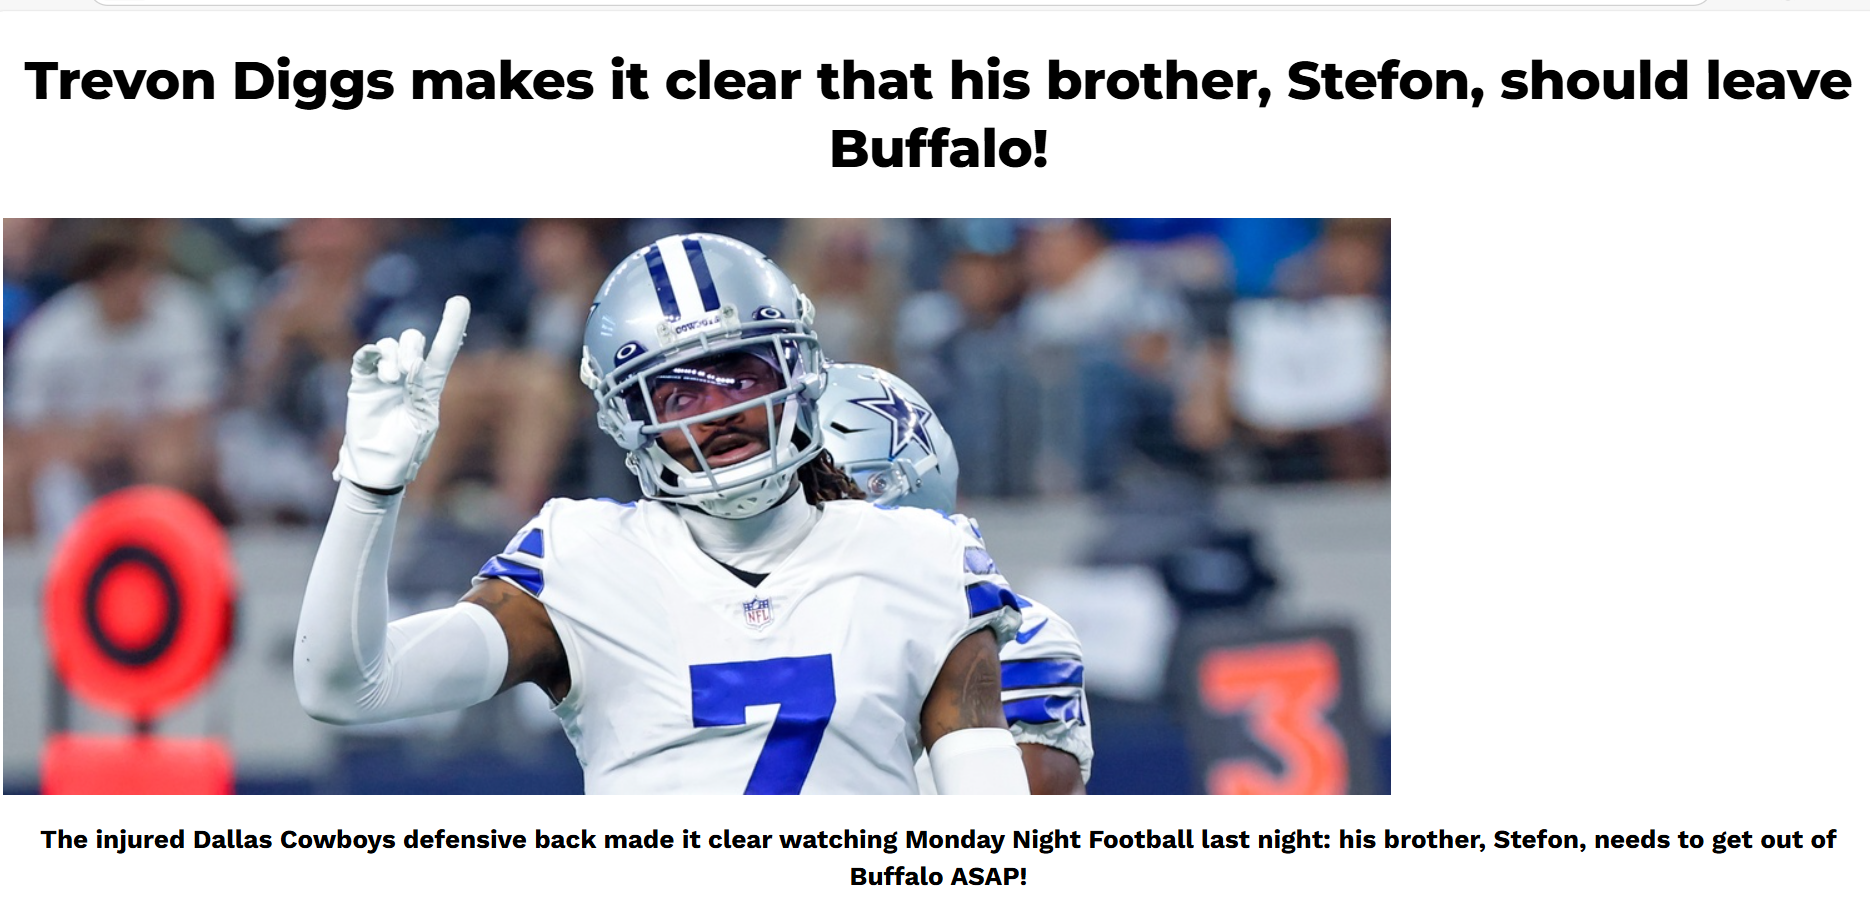 Trevon Diggs makes it clear that his brother, Stefon, should leave
Buffalo!
COWBOYS
NFL
7
3
The injured Dallas Cowboys defensive back made it clear watching Monday Night Football last night: his brother, Stefon, needs to get out of
Buffalo ASAP!